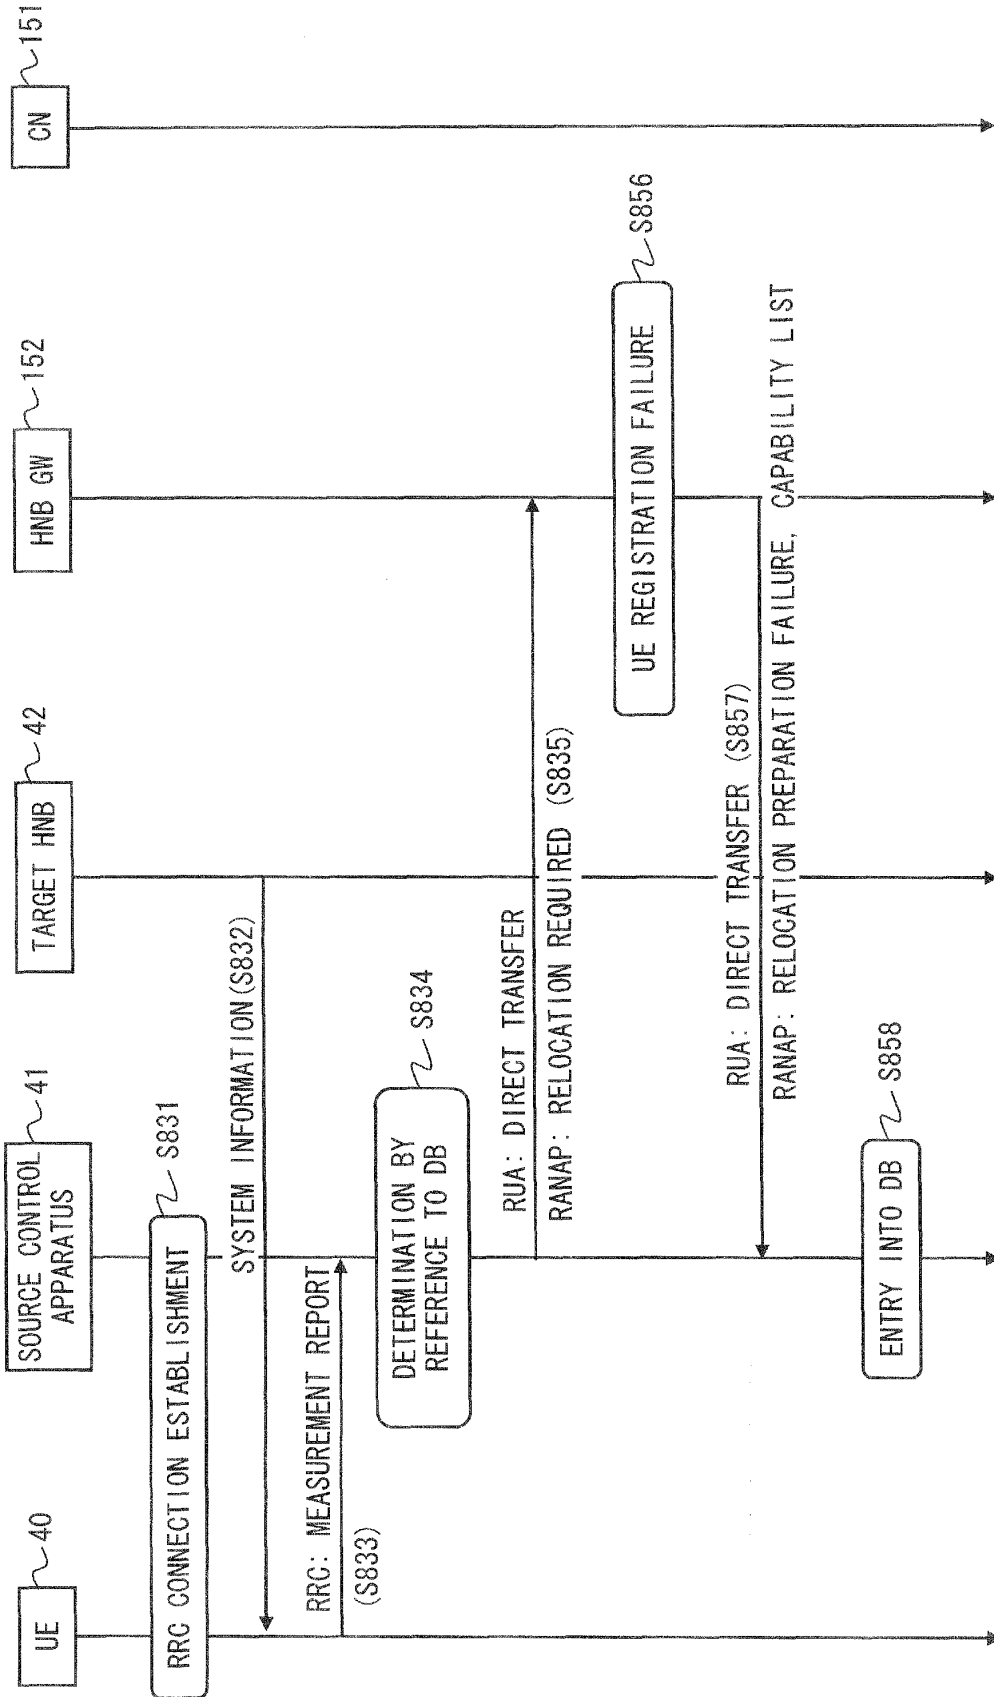 UE
40
SOURCE CONTROL
APPARATUS
41
TARGET HNB
42
HNB GW
152
CN
151
RRC CONNECTION ESTABLISHMENT
S831
SYSTEM INFORMATION(S832)
RRC: MEASUREMENT REPORT
(S833)
DETERMINATION BY
REFERENCE TO DB
S834
RUA: DIRECT TRANSFER
RANAP: RELOCATION REQUIRED (S835)
UE REGISTRATION FAILURE
S856
RUA: DIRECT TRANSFER (S857)
RANAP: RELOCATION PREPARATION FAILURE, CAPABILITY LIST
ENTRY INTO DB
S858